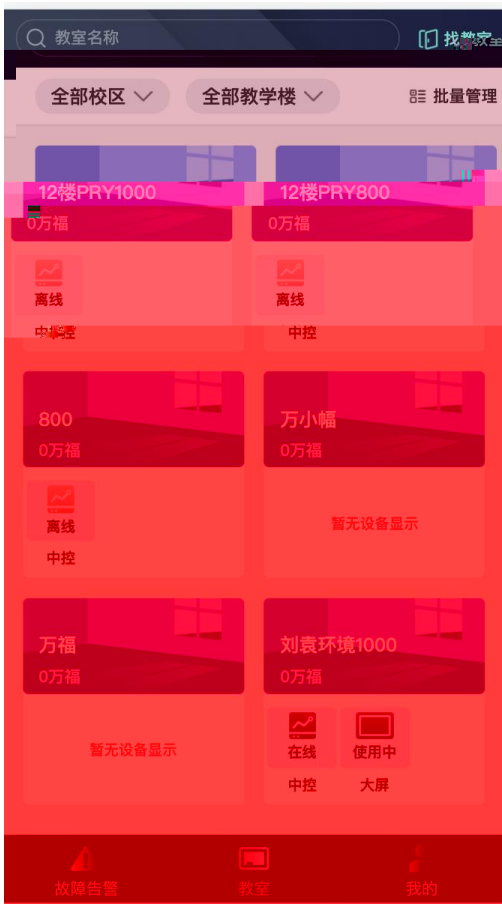 教室名称 找教室
全部校区 全部教学楼 批量管理
12楼PRY1000 12楼PRY800
0万福 0万福
离线 离线
中控 中控
800 万小幅
0万福 0万福
离线 暂无设备显示
中控
万福 刘袁环境1000
0万福 0万福
暂无设备显示 在线 使用中
中控 大屏
故障告警 教室 我的